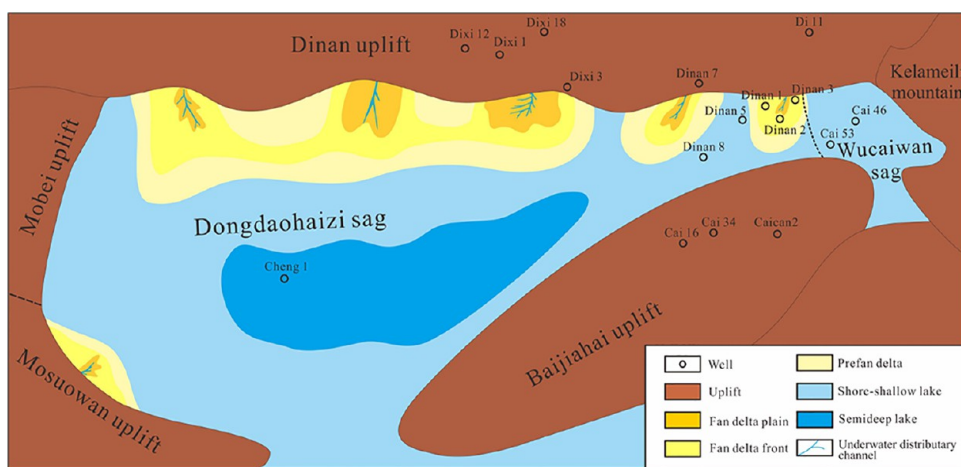 Dixi 18
Di 11
Dixi 12
Dixi 1
Dinan uplift
Kelameili
mountain
Dixi 3
Dinan 7
Dinan 3
Dinan 1
Dinan 5
Dinan 2
Cai 46
Cai 53
Wucaiwan
sag
Dinan 8
Mobei uplift
Dongdaohaizi sag
Cai 34
Caican2
Cai 16
Cheng 1
Baijiahai uplift
Mosuowan uplift
Well
Uplift
Fan delta plain
Fan delta front
Prefan delta
Shore-shallow lake
Semideep lake
Underwater distributary
channel